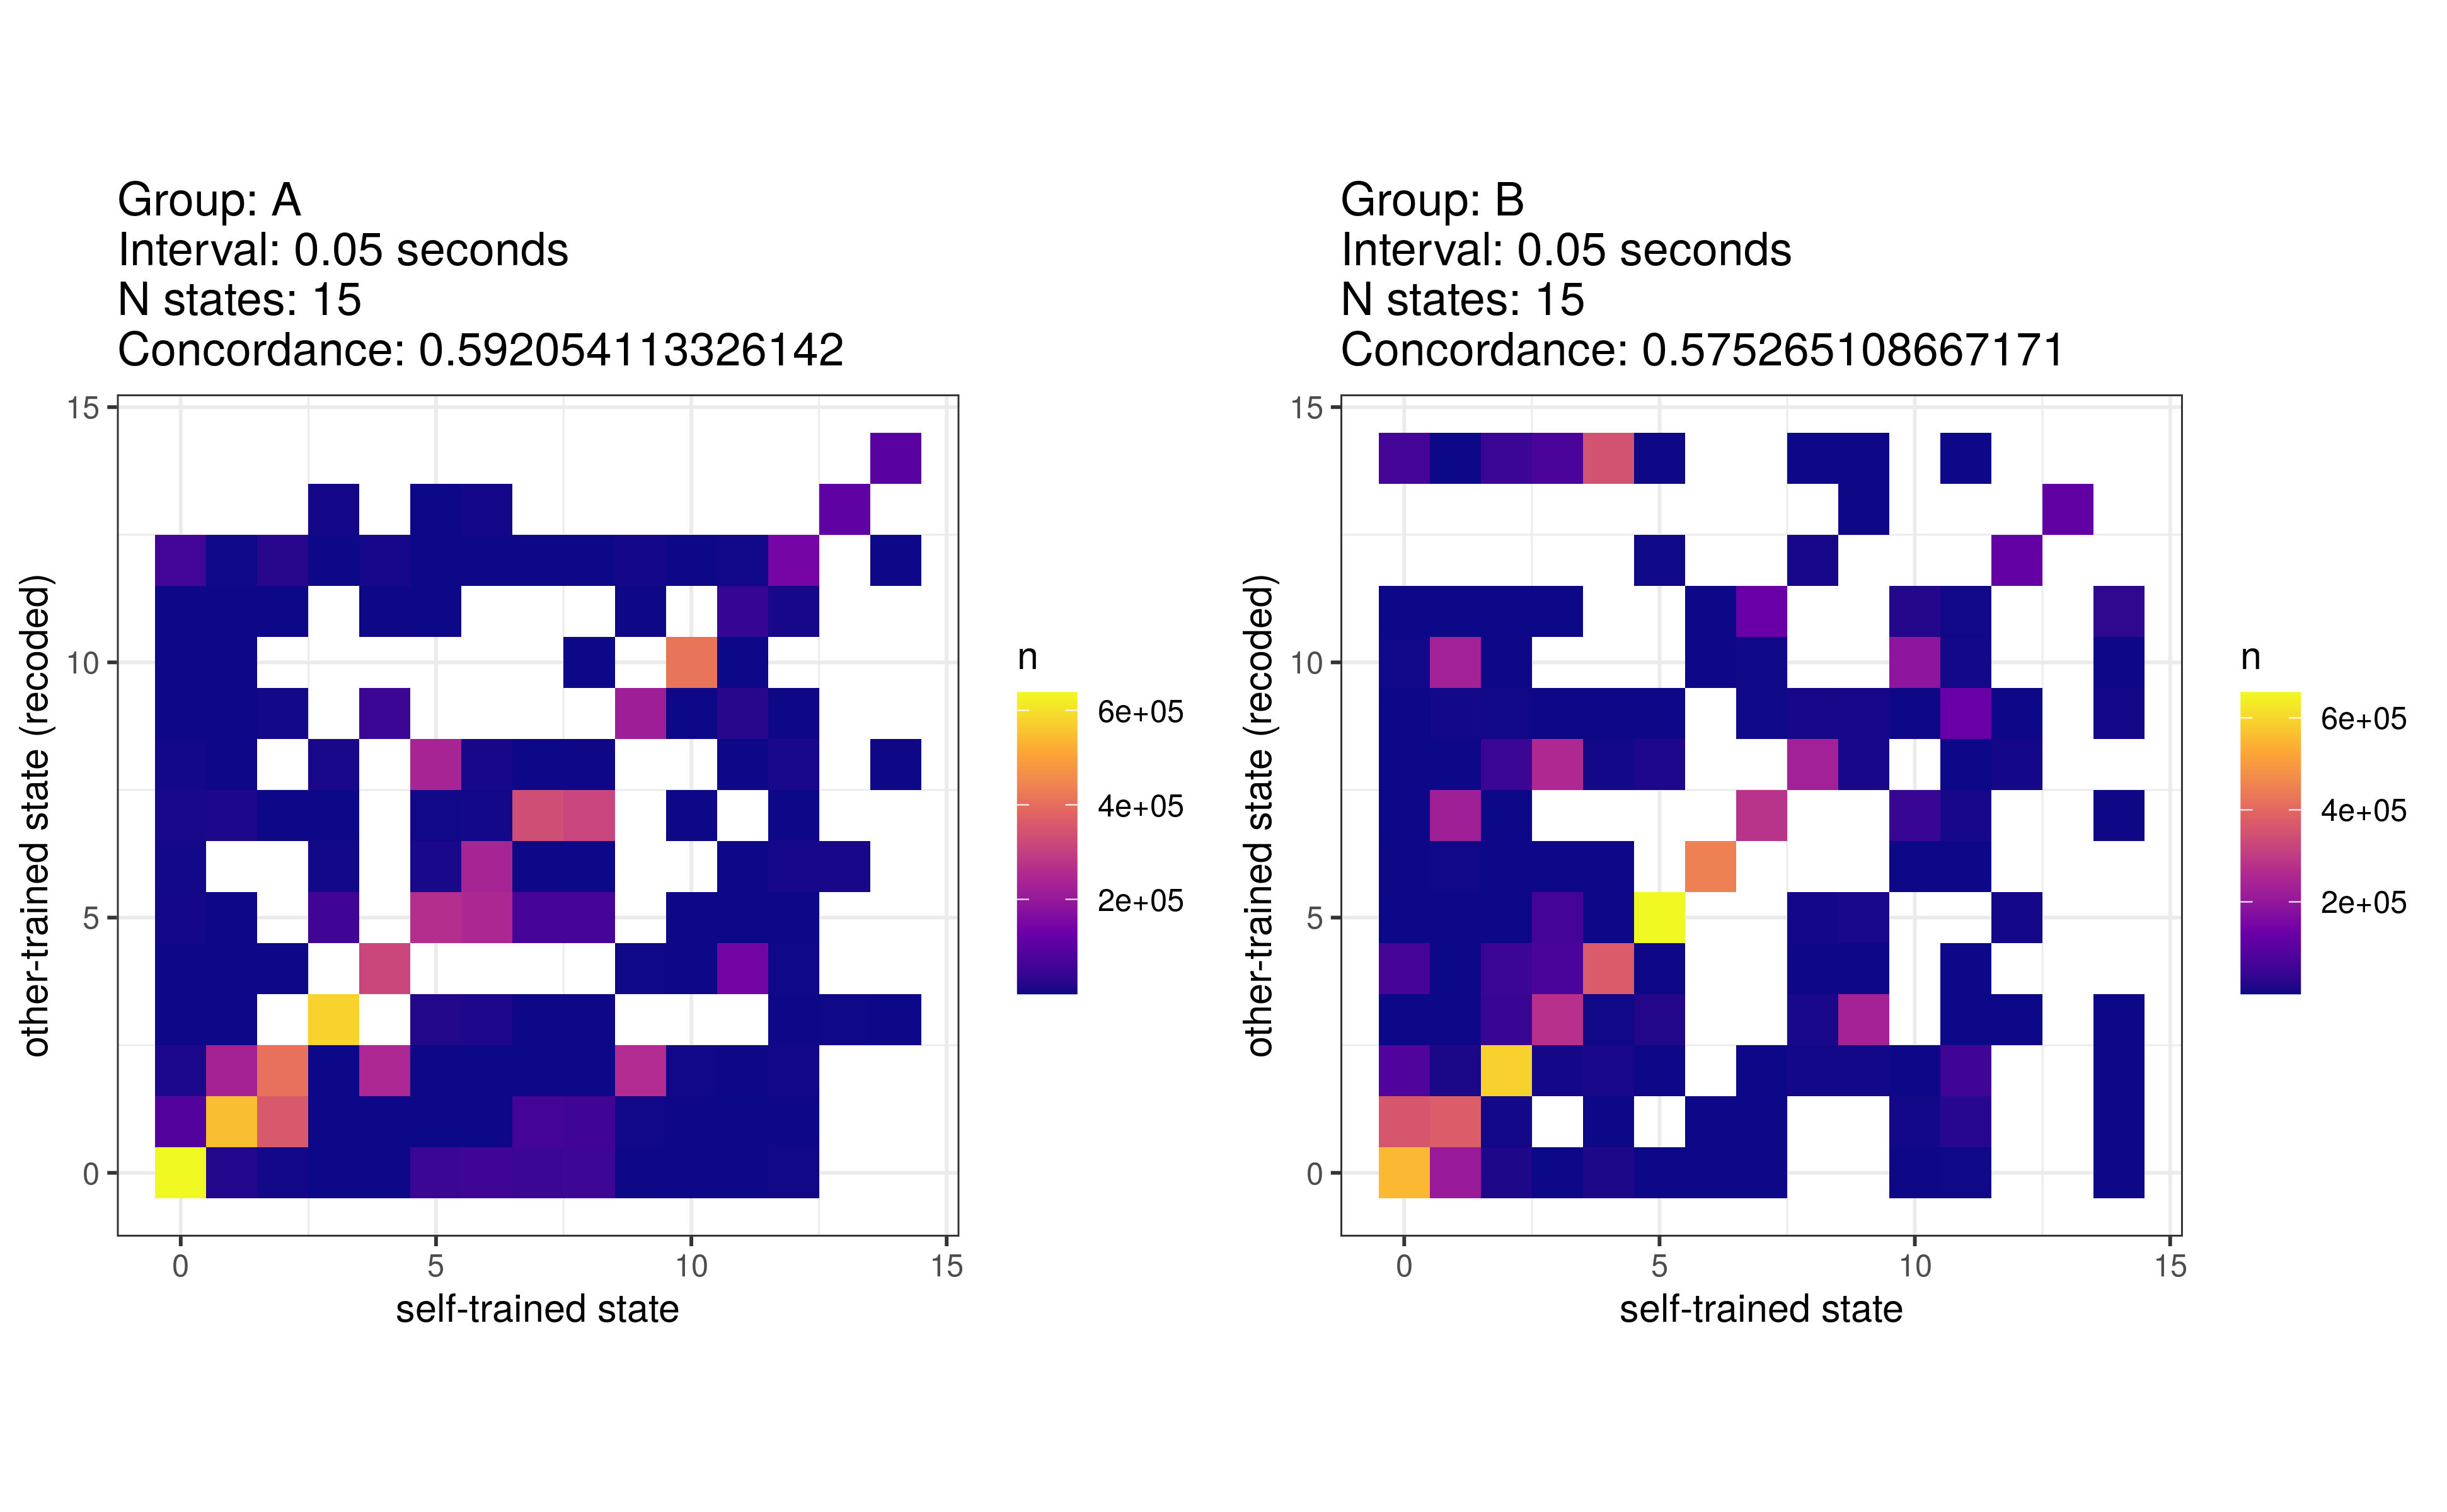 Group: A
Interval: 0.05 seconds
N states: 15
Concordance: 0.592054113326142
15
10
5
0
other-trained state (recoded)
0 5 10 15
self-trained state
n
6e+05
4e+05
2e+05
Group: B
Interval: 0.05 seconds
N states: 15
Concordance: 0.575265108667171
15
10
5
0
other-trained state (recoded)
0 5 10 15
self-trained state
n
6e+05
4e+05
2e+05